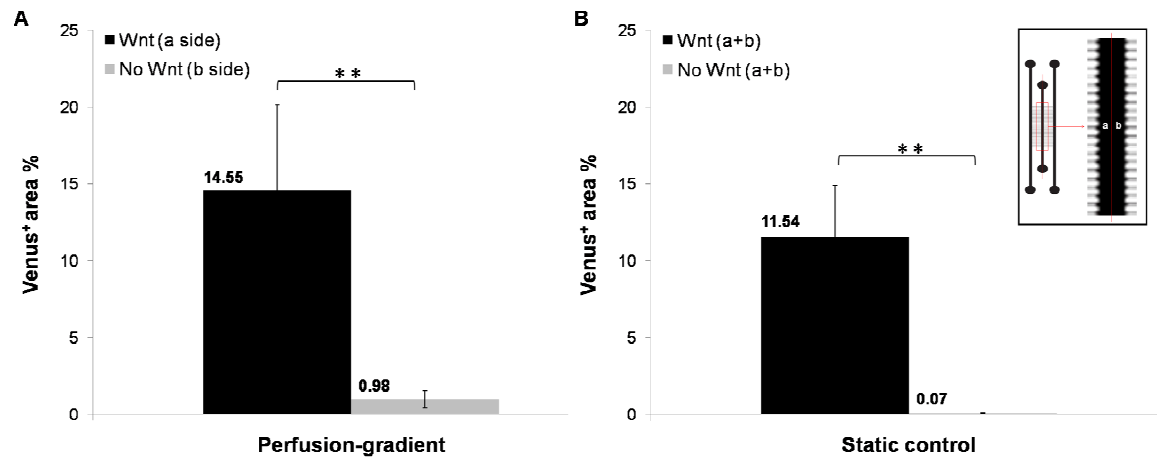 A
Venus⁺ area %
25
20
15
10
5
0
Wnt (a side)
No Wnt (b side)
**
14.55
0.98
Perfusion-gradient
B
Venus⁺ area %
25
20
15
10
5
0
Wnt (a+b)
No Wnt (a+b)
**
11.54
0.07
Static control
a b